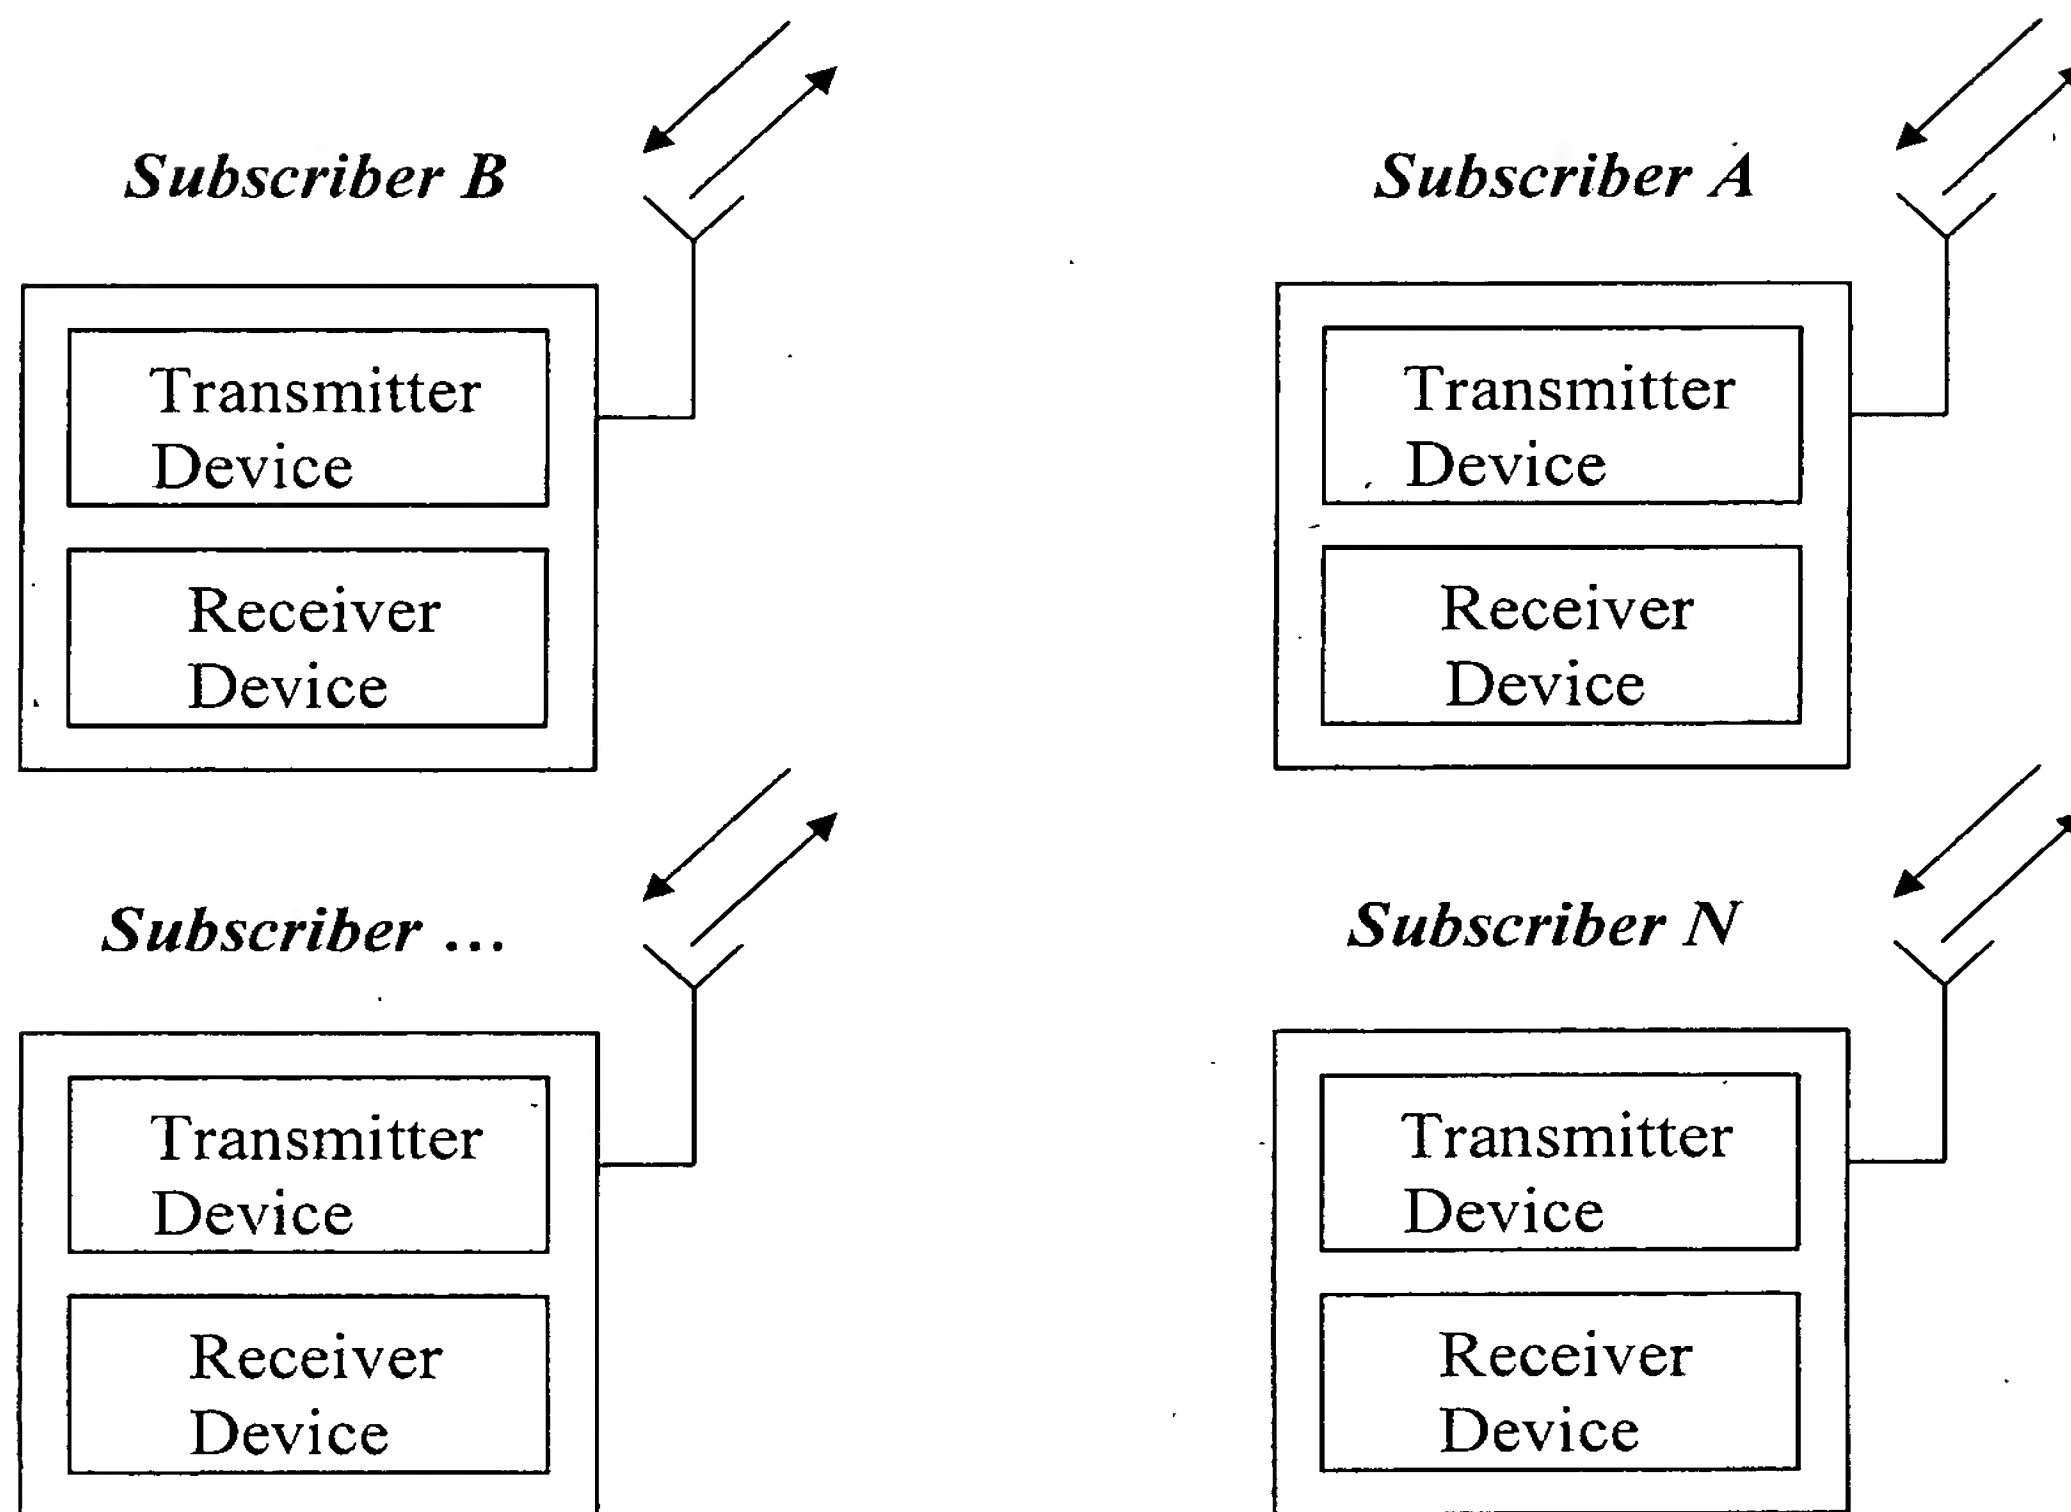 Subscriber B
Transmitter
Device
Receiver
Device
Subscriber A
Transmitter
Device
Receiver
Device
Subscriber ...
Transmitter
Device
Receiver
Device
Subscriber N
Transmitter
Device
Receiver
Device